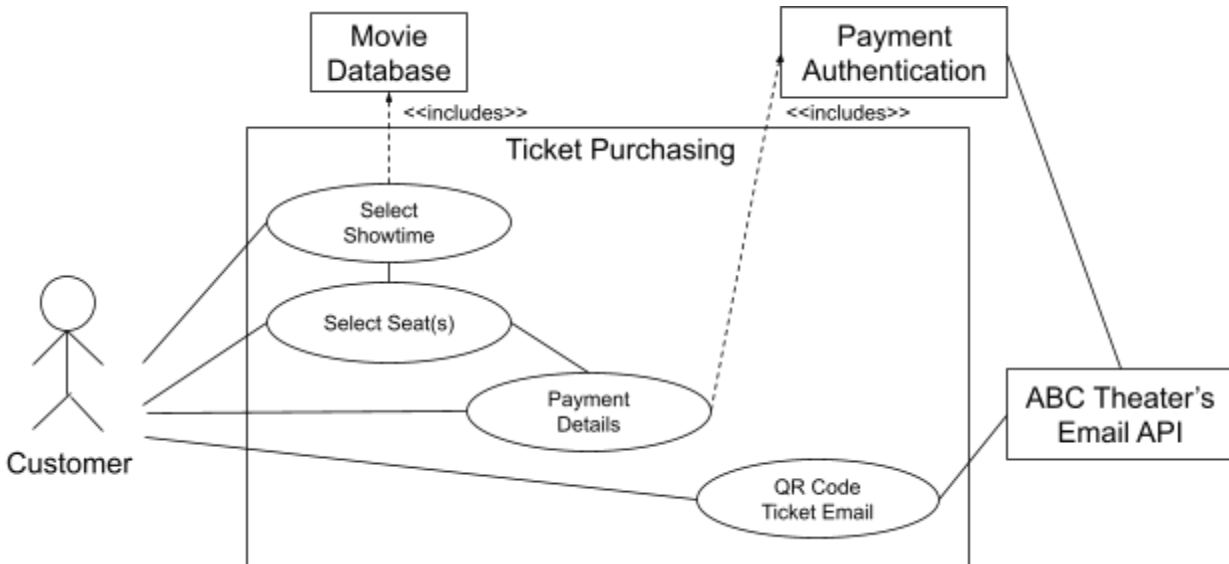 Movie
Database
Payment
Authentication
<<includes>>
<<includes>>
Ticket Purchasing
Select
Showtime
Select Seat(s)
Payment
Details
ABC Theater’s
Email API
Customer
QR Code
Ticket Email